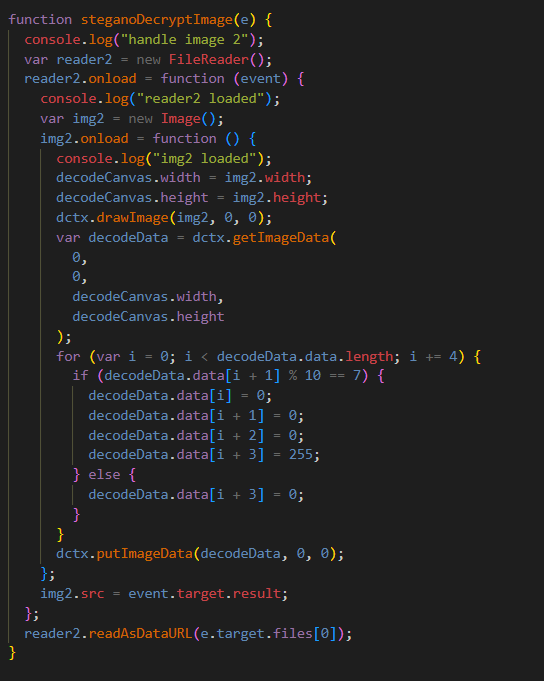 function steganoDecryptImage(e) {
  console.log("handle image 2");
  var reader2 = new FileReader();
  reader2.onload = function (event) {
    console.log("reader2 loaded");
    var img2 = new Image();
    img2.onload = function () {
      console.log("img2 loaded");
      decodeCanvas.width = img2.width;
      decodeCanvas.height = img2.height;
      dctx.drawImage(img2, 0, 0);
      var decodeData = dctx.getImageData(
        0,
        0,
        decodeCanvas.width,
        decodeCanvas.height
      );
      for (var i = 0; i < decodeData.data.length; i += 4) {
        if (decodeData.data[i + 1] % 10 == 7) {
          decodeData.data[i] = 0;
          decodeData.data[i + 1] = 0;
          decodeData.data[i + 2] = 0;
          decodeData.data[i + 3] = 255;
        } else {
          decodeData.data[i + 3] = 0;
        }
      }
      dctx.putImageData(decodeData, 0, 0);
    };
    img2.src = event.target.result;
  };
  reader2.readAsDataURL(e.target.files[0]);
}